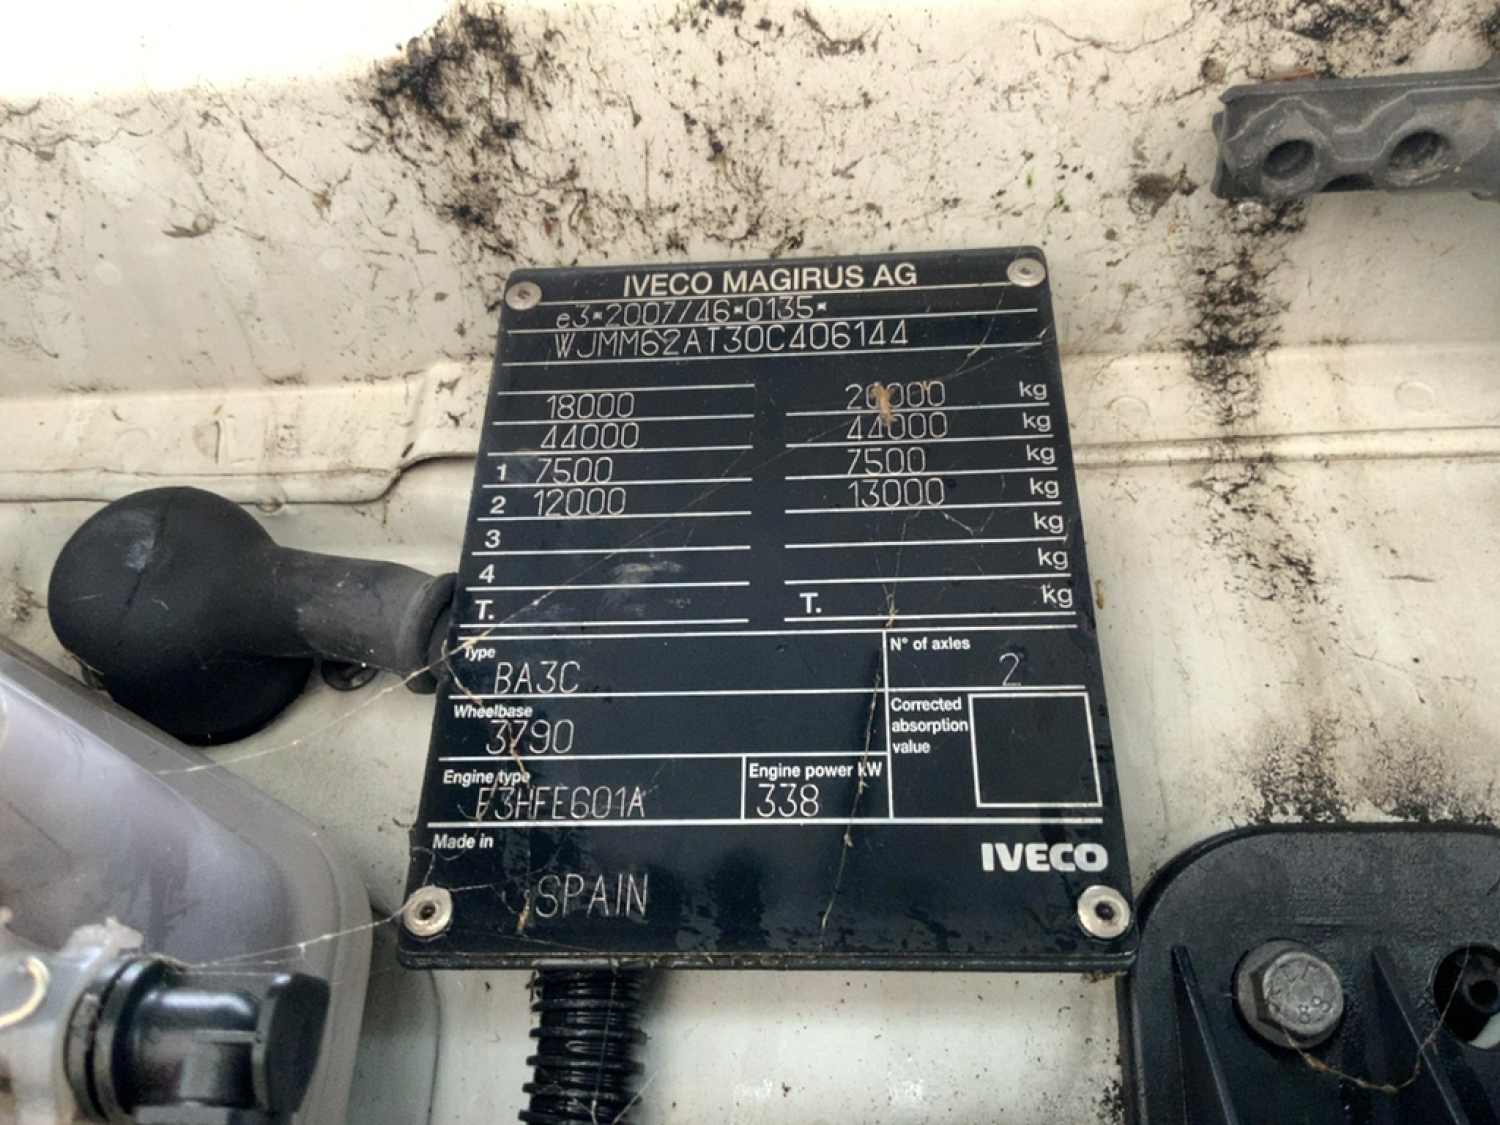 IVECO MAGIRUS AG
e3*2007/46*0135*
WJMM62AT30C406144
18000 20000 kg
44000 44000 kg
1 7500 7500 kg
2 12000 13000 kg
3 kg
4 kg
T. T. kg
Type N° of axles
BA3C 2
Wheelbase Corrected absorption value
3790
Engine type Engine power kW
F3HFE601A 338
Made in IVECO
SPAIN
8.8